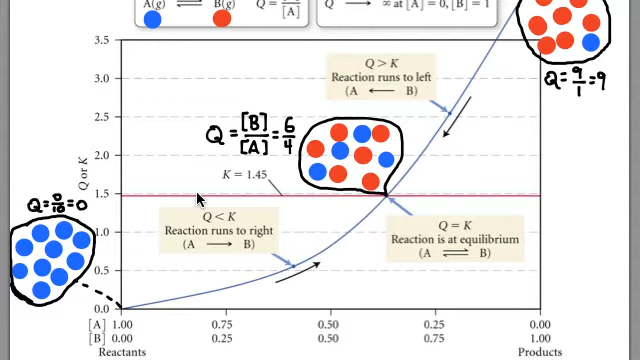 A(g) ⇌ B(g) Q = [B]/[A]
Q → ∞ at [A] = 0, [B] = 1
3.5
3.0
2.5
2.0
1.5
1.0
0.5
0.0
Q or K
Q > K
Reaction runs to left
(A ← B)
Q = 9/1 = 9
Q = [B]/[A] = 6/4
K = 1.45
Q = 0/10 = 0
Q < K
Reaction runs to right
(A → B)
Q = K
Reaction is at equilibrium
(A ⇌ B)
[A] 1.00 0.75 0.50 0.25 0.00
[B] 0.00 0.25 0.50 0.75 1.00
Reactants Products